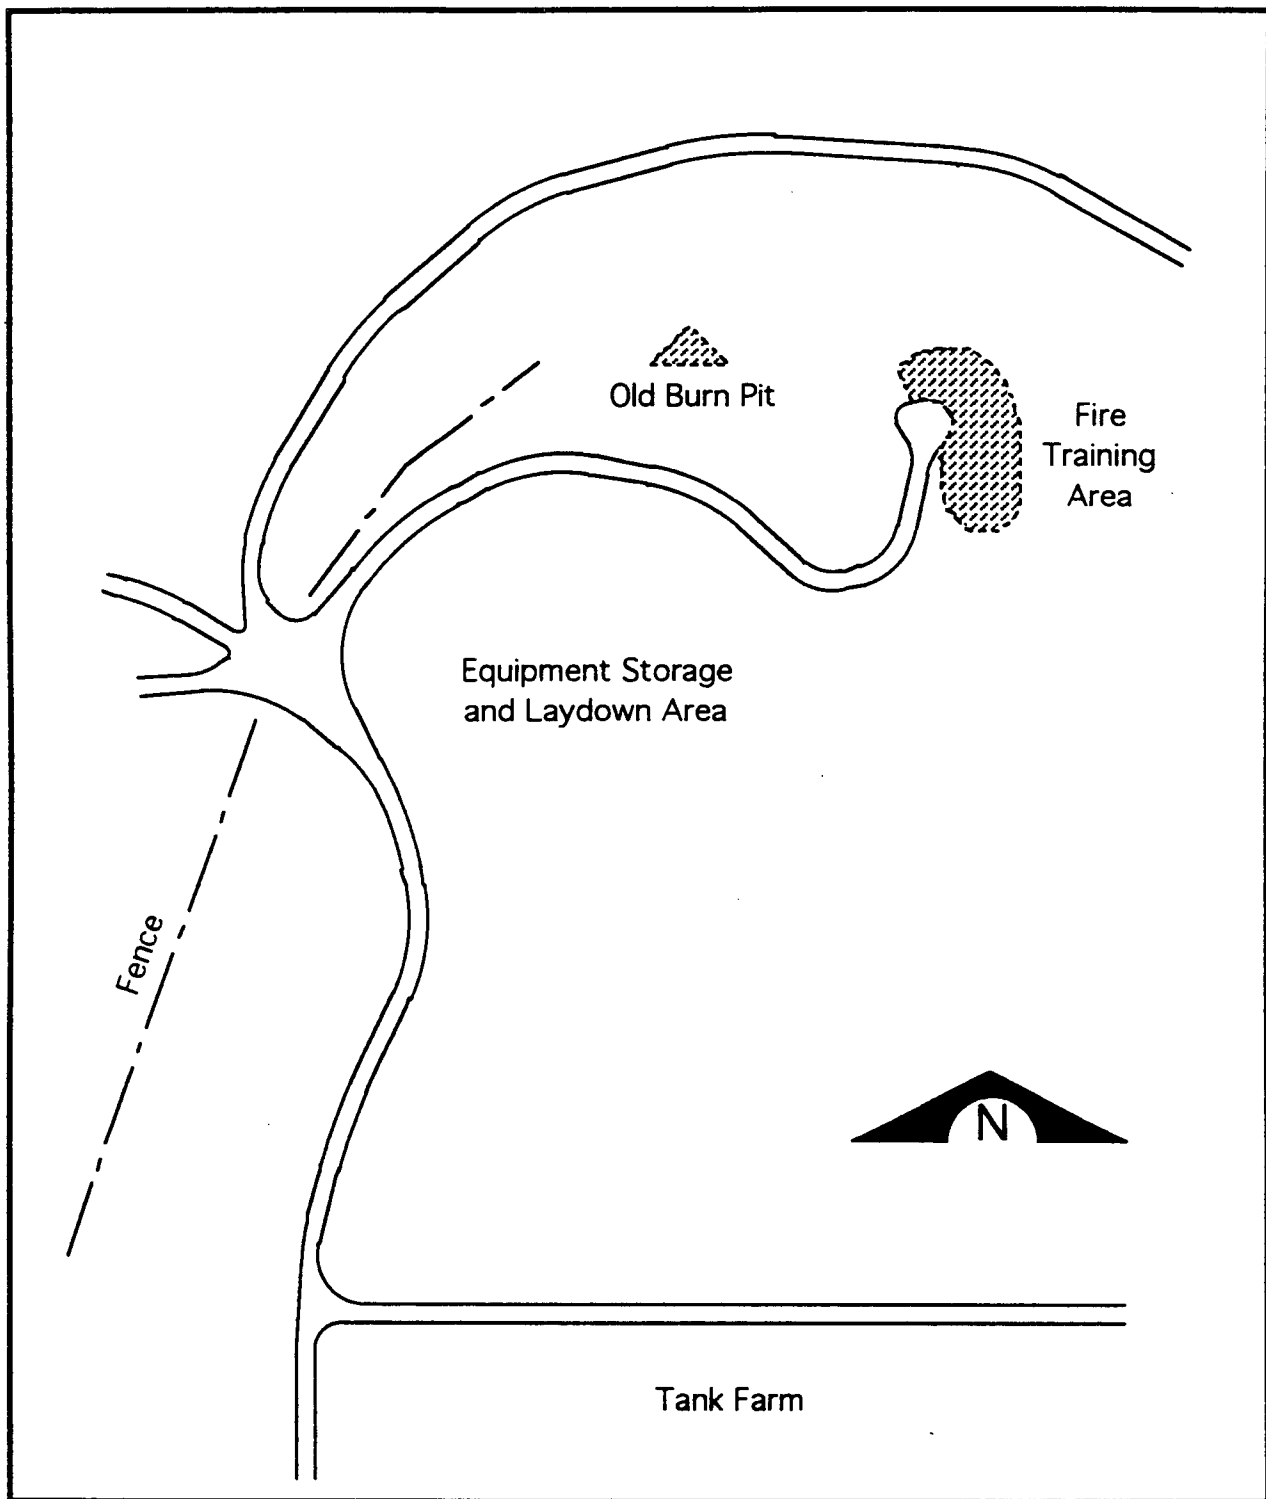 Old Burn Pit
Fire
Training
Area
Equipment Storage
and Laydown Area
Fence
N
Tank Farm